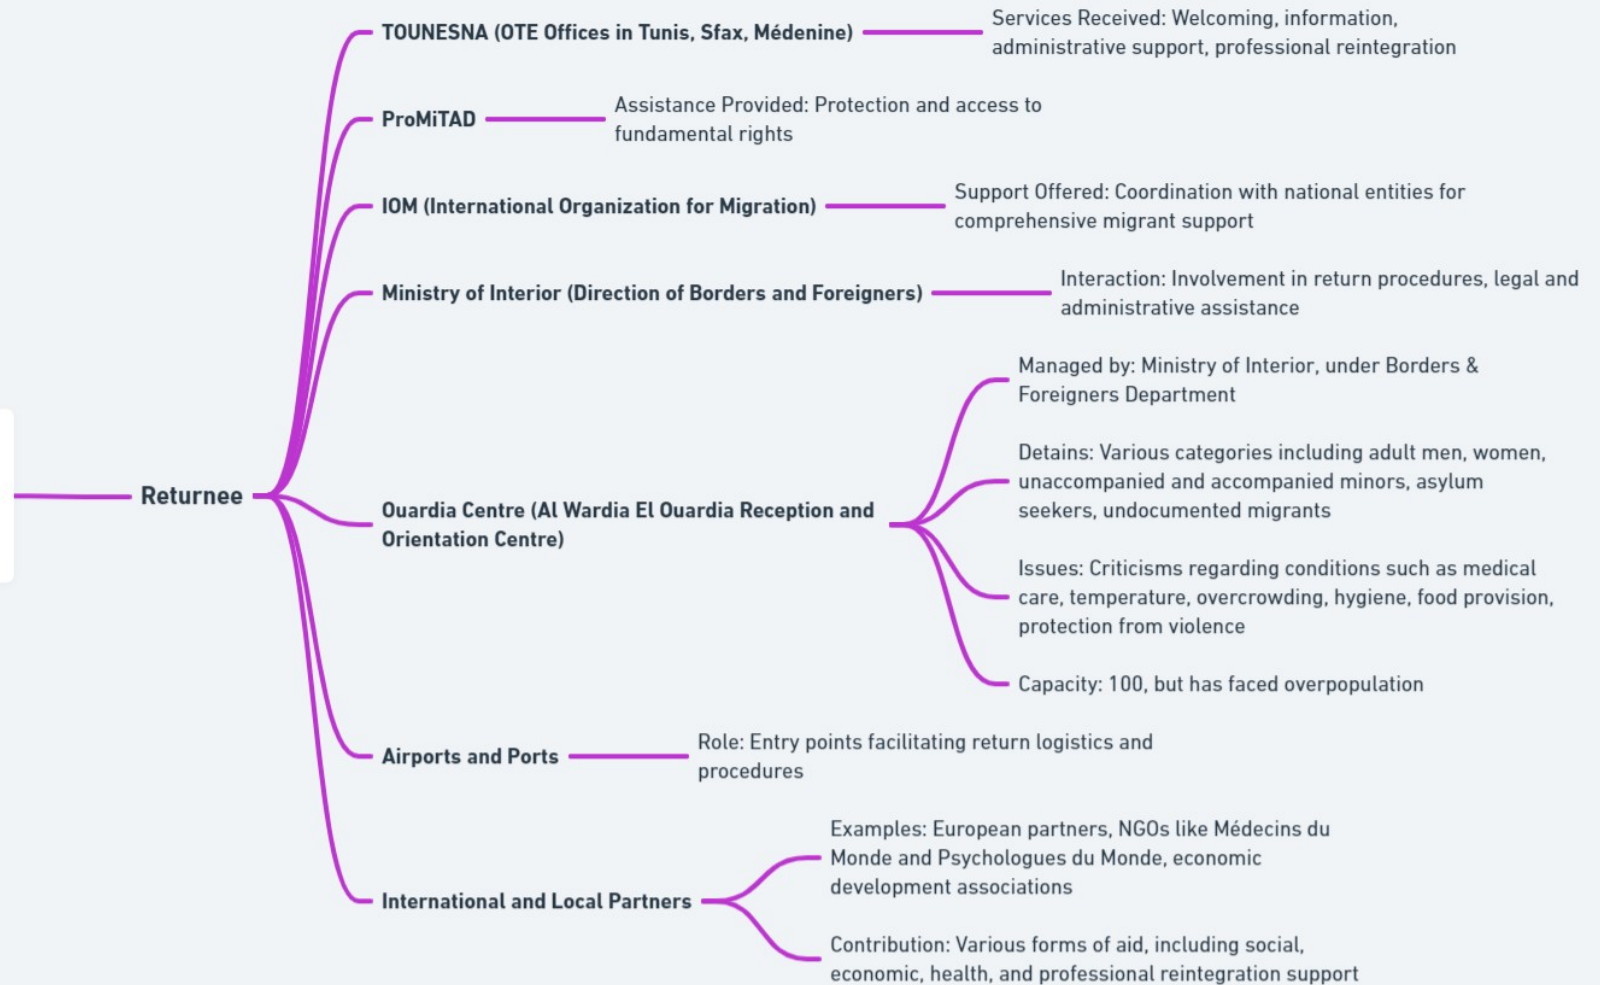 Returnee
TOUNESNA (OTE Offices in Tunis, Sfax, Médenine)
Services Received: Welcoming, information,
administrative support, professional reintegration
ProMiTAD
Assistance Provided: Protection and access to
fundamental rights
IOM (International Organization for Migration)
Support Offered: Coordination with national entities for
comprehensive migrant support
Ministry of Interior (Direction of Borders and Foreigners)
Interaction: Involvement in return procedures, legal and
administrative assistance
Ouardia Centre (Al Wardia El Ouardia Reception and
Orientation Centre)
Managed by: Ministry of Interior, under Borders &
Foreigners Department
Detains: Various categories including adult men, women,
unaccompanied and accompanied minors, asylum
seekers, undocumented migrants
Issues: Criticisms regarding conditions such as medical
care, temperature, overcrowding, hygiene, food provision,
protection from violence
Capacity: 100, but has faced overpopulation
Airports and Ports
Role: Entry points facilitating return logistics and
procedures
International and Local Partners
Examples: European partners, NGOs like Médecins du
Monde and Psychologues du Monde, economic
development associations
Contribution: Various forms of aid, including social,
economic, health, and professional reintegration support